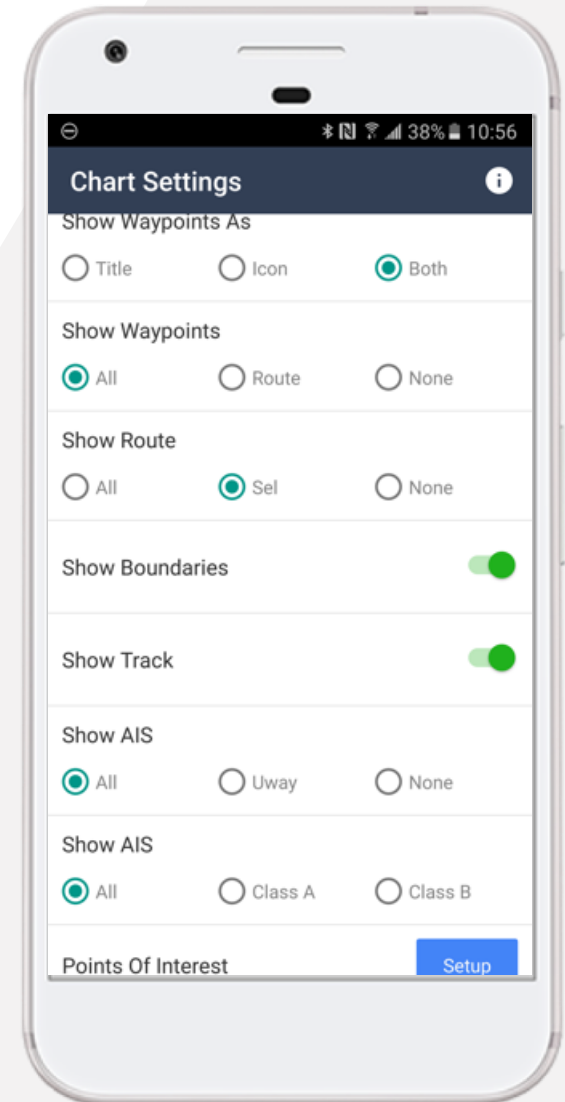 38% 10:56
Chart Settings i
Show Waypoints As
Title Icon Both
Show Waypoints
All Route None
Show Route
All Sel None
Show Boundaries
Show Track
Show AIS
All Uway None
Show AIS
All Class A Class B
Points Of Interest Setup